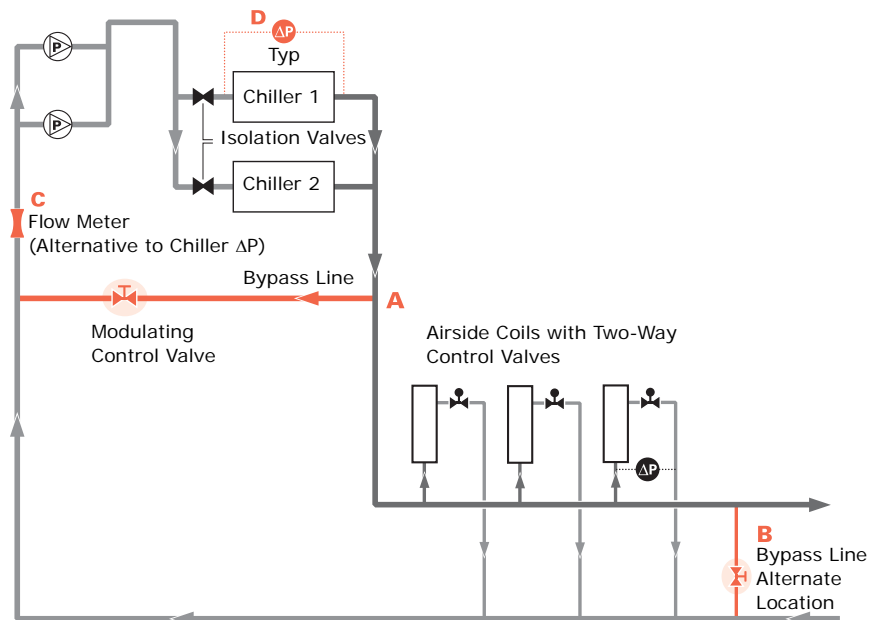 D
ΔP
Typ
P
Chiller 1
P
Isolation Valves
Chiller 2
C
Flow Meter
(Alternative to Chiller ΔP)
Bypass Line
A
Modulating
Control Valve
Airside Coils with Two-Way
Control Valves
ΔP
B
Bypass Line
Alternate
Location